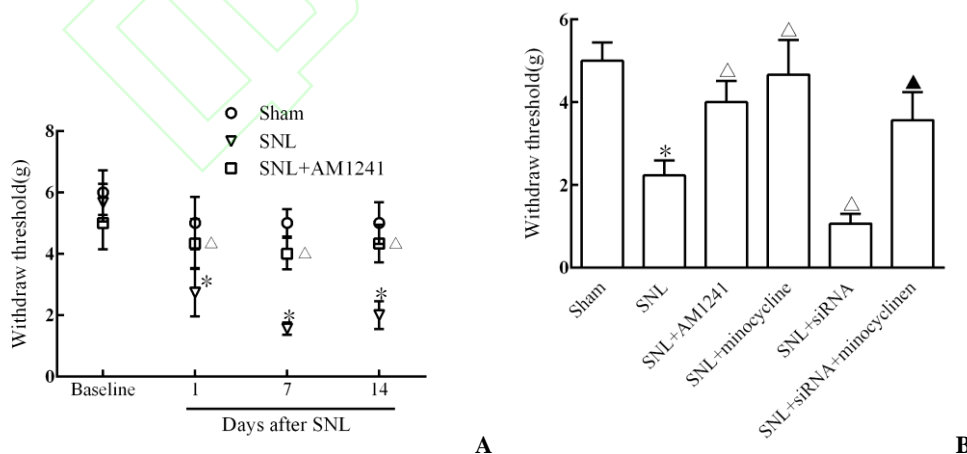 Sham
SNL
SNL+AM1241
Withdraw threshold(g)
8
6
4
2
0
△
△
△
*
*
*
Baseline
1
7
14
Days after SNL
A
Withdraw threshold(g)
6
4
2
0
*
△
△
△
▲
Sham
SNL
SNL+AM1241
SNL+minocycline
SNL+siRNA
SNL+siRNA+minocyclinen
B